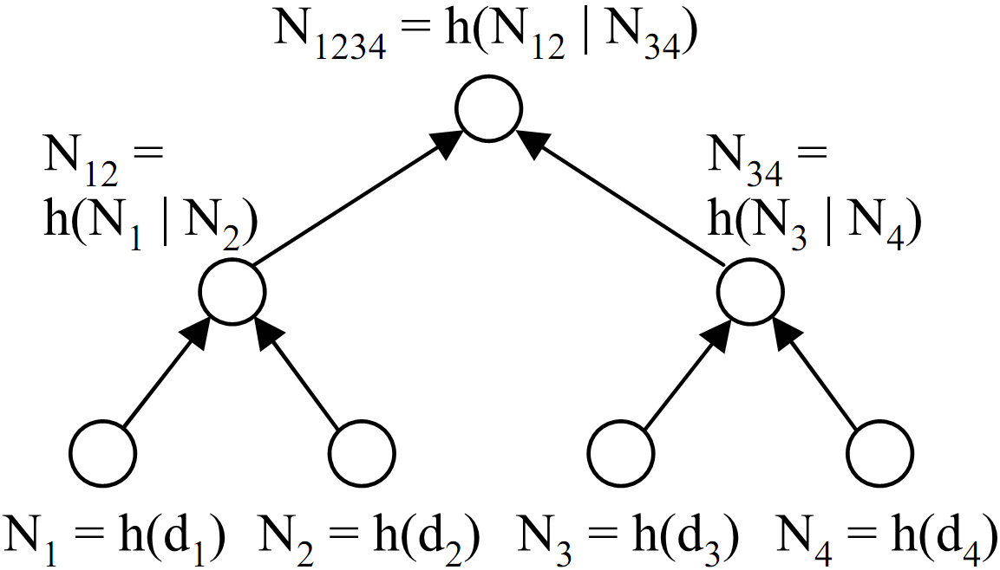 N₁₂₃₄ = h(N₁₂ | N₃₄)
N₁₂ =
h(N₁ | N₂)
N₃₄ =
h(N₃ | N₄)
N₁ = h(d₁)
N₂ = h(d₂)
N₃ = h(d₃)
N₄ = h(d₄)